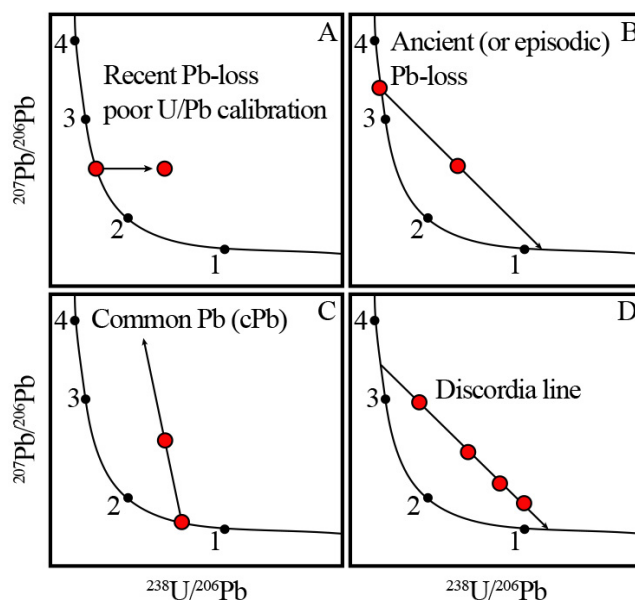 A
4
Recent Pb-loss
poor U/Pb calibration
3
2
1
²⁰⁷Pb/²⁰⁶Pb
B
4
Ancient (or episodic)
Pb-loss
3
2
1
C
4
Common Pb (cPb)
3
2
1
²⁰⁷Pb/²⁰⁶Pb
²³⁸U/²⁰⁶Pb
D
4
Discordia line
3
2
1
²³⁸U/²⁰⁶Pb